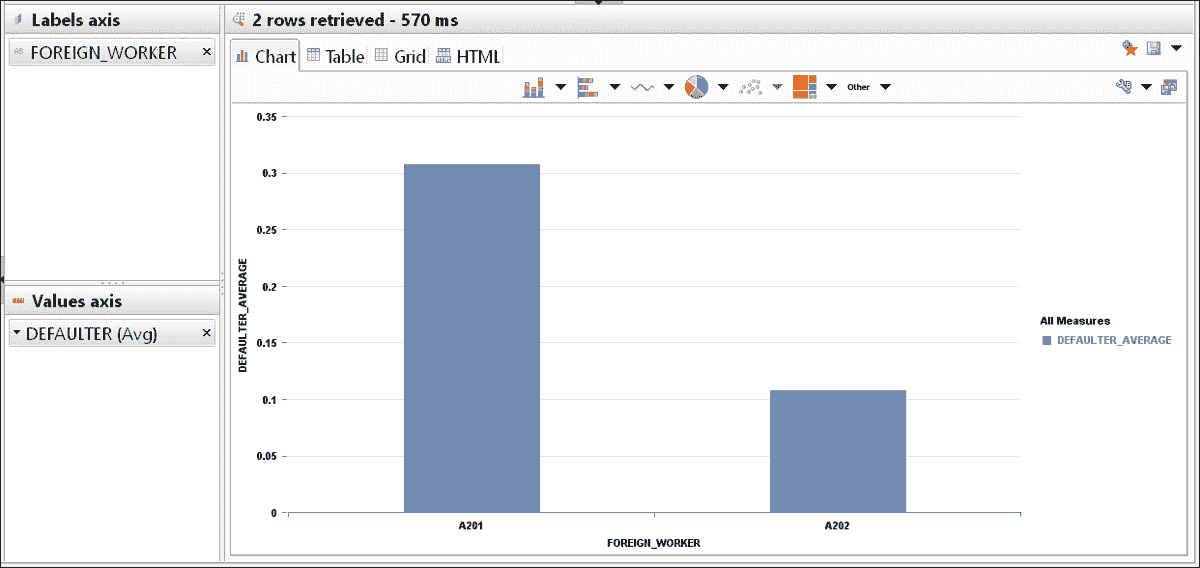 Labels axis
AB FOREIGN_WORKER ×
Values axis
DEFAULTER (Avg) ×
2 rows retrieved - 570 ms
Chart Table Grid HTML
Other
0.35
0.3
0.25
0.2
0.15
0.1
0.05
0
DEFAULTER_AVERAGE
A201 A202
FOREIGN_WORKER
All Measures
DEFAULTER_AVERAGE